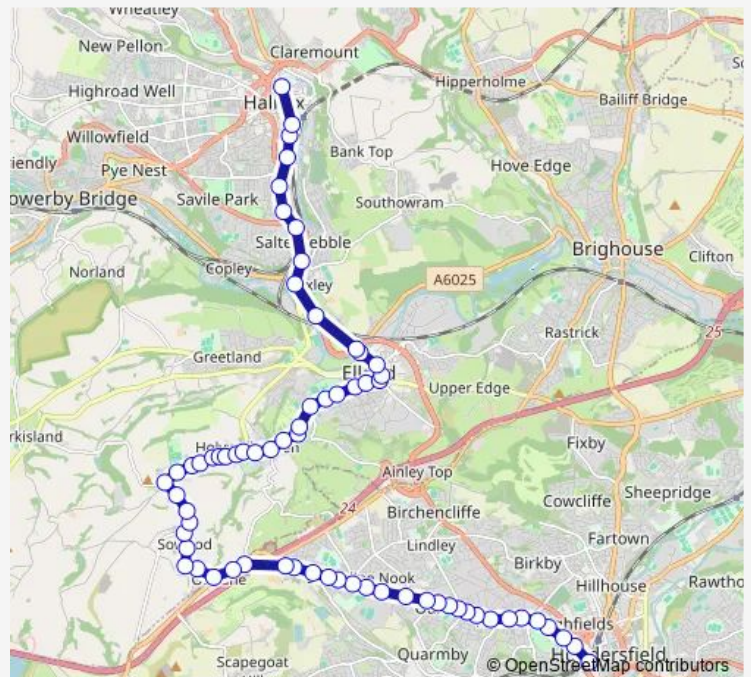 Wheatley
New Pellon
Claremount
Hipperholme
Highroad Well
Bailiff Bridge
Willowfield
Bank Top
Hove Edge
Pye Nest
owerby Bridge
Savile Park
Southowram
Brighouse
Clifton
Copley
Norland
A6025
25
Rastrick
Greetland
Upper Edge
rkisland
Fixby
Ainley Top
Sheepridge
24
Cowcliffe
Birchencliffe
Fartown
Lindley
Birkby
Hillhouse
Rawtho
Scapegoat
Quarmby
© OpenStreetMap contributors